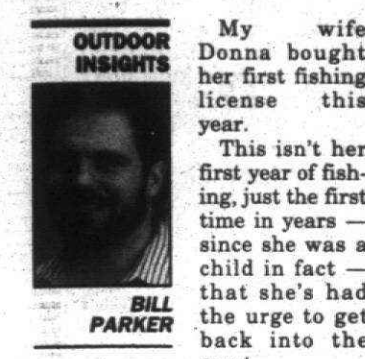 OUTDOOR
INSIGHTS
BILL
PARKER
My wife
Donna bought
her first fishing
license this
year.
This isn't her
first year of fish-
ing, just the first
time in years —
since she was a
child in fact —
that she's had
the urge to get
back into the